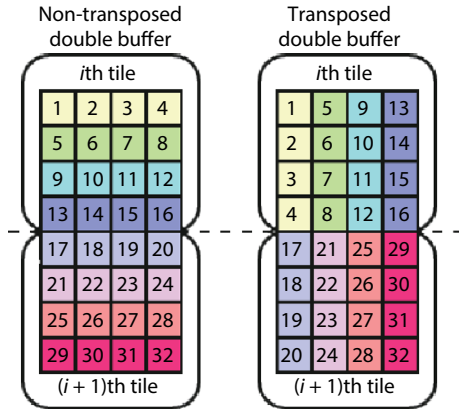 Non-transposed
double buffer
ith tile
1 2 3 4
5 6 7 8
9 10 11 12
13 14 15 16
17 18 19 20
21 22 23 24
25 26 27 28
29 30 31 32
(i + 1)th tile
Transposed
double buffer
ith tile
1 5 9 13
2 6 10 14
3 7 11 15
4 8 12 16
17 21 25 29
18 22 26 30
19 23 27 31
20 24 28 32
(i + 1)th tile